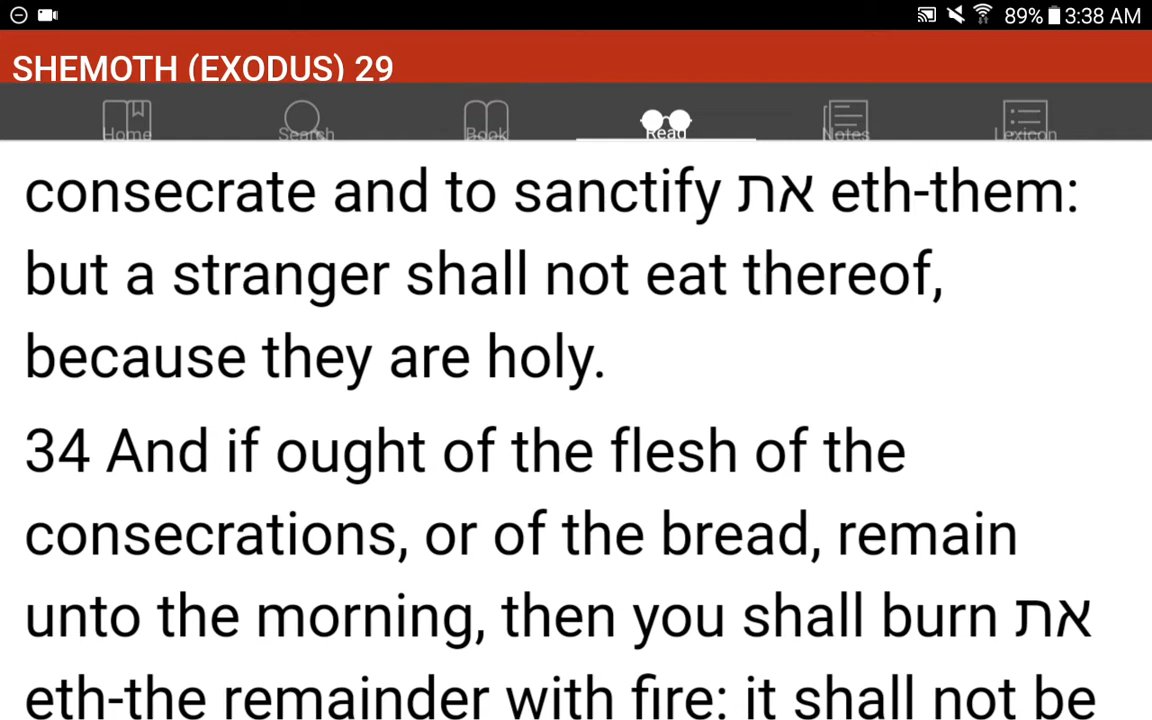 89% 3:38 AM
SHEMOTH (EXODUS) 29
Home Search Book Read Notes Lexicon
consecrate and to sanctify את eth-them:
but a stranger shall not eat thereof,
because they are holy.
34 And if ought of the flesh of the
consecrations, or of the bread, remain
unto the morning, then you shall burn את
eth-the remainder with fire: it shall not be